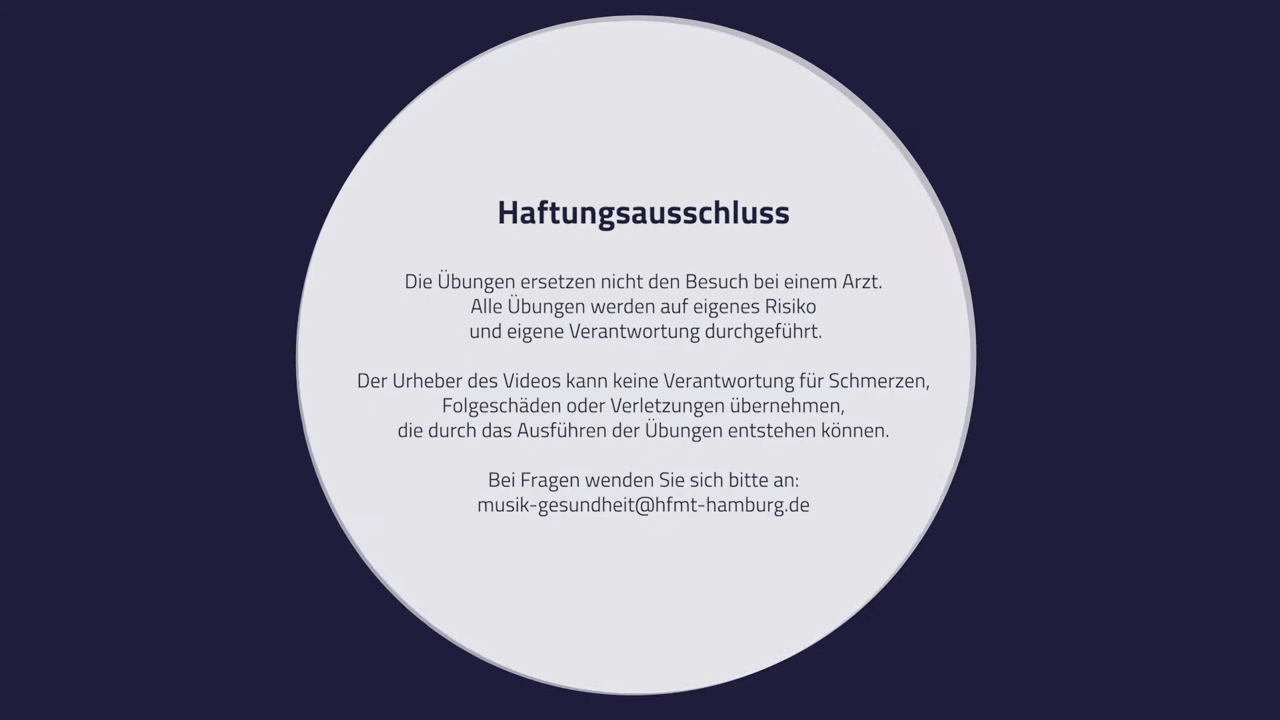 Haftungsausschluss
Die Übungen ersetzen nicht den Besuch bei einem Arzt.
Alle Übungen werden auf eigenes Risiko
und eigene Verantwortung durchgeführt.
Der Urheber des Videos kann keine Verantwortung für Schmerzen,
Folgeschäden oder Verletzungen übernehmen,
die durch das Ausführen der Übungen entstehen können.
Bei Fragen wenden Sie sich bitte an:
musik-gesundheit@hfmt-hamburg.de